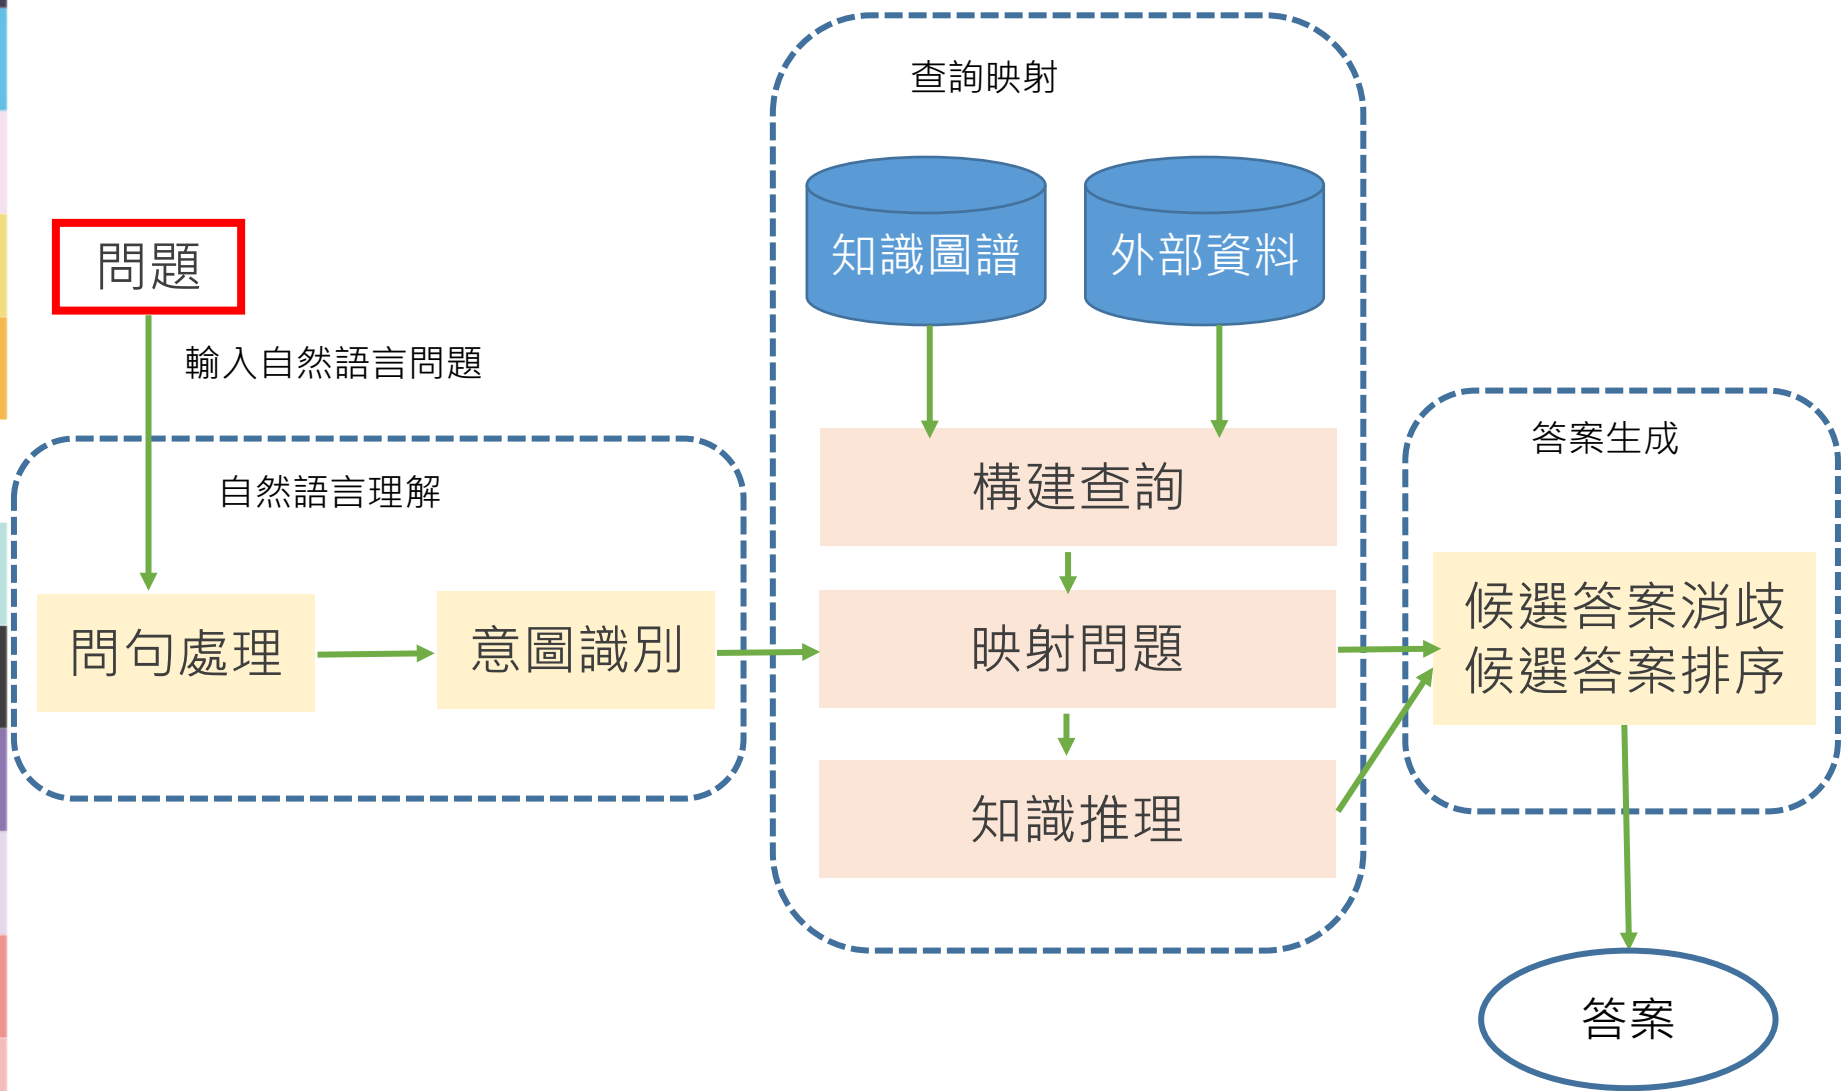 問題
輸入自然語言問題
自然語言理解
問句處理
意圖識別
查詢映射
知識圖譜
外部資料
構建查詢
映射問題
知識推理
答案生成
候選答案消歧
候選答案排序
答案